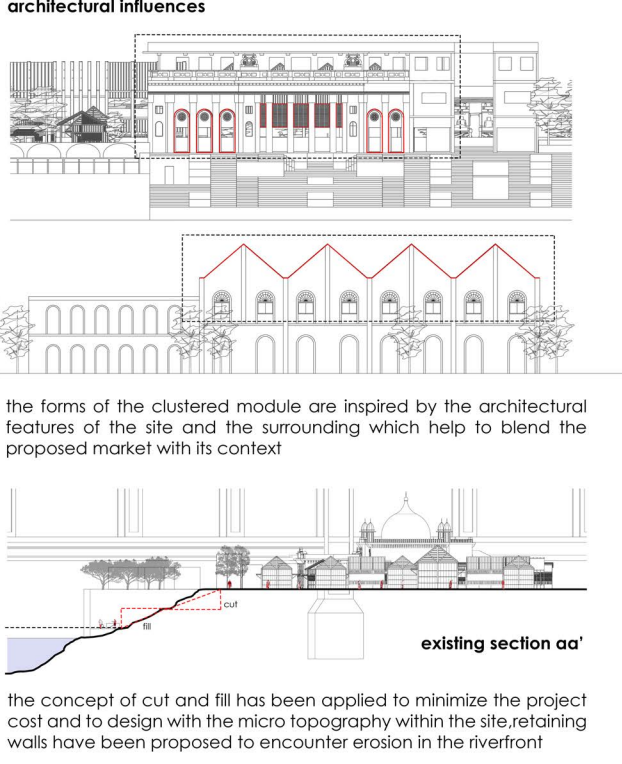 architectural influences
the forms of the clustered module are inspired by the architectural
features of the site and the surrounding which help to blend the
proposed market with its context
cut
fill
existing section aa'
the concept of cut and fill has been applied to minimize the project
cost and to design with the micro topography within the site,retaining
walls have been proposed to encounter erosion in the riverfront